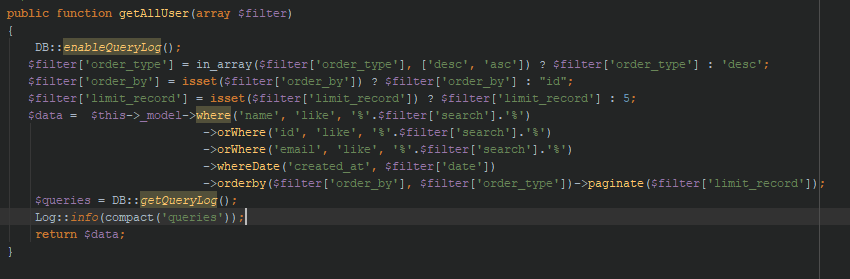 public function getAllUser(array $filter)
{
DB::enableQueryLog();
$filter['order_type'] = in_array($filter['order_type'], ['desc', 'asc']) ? $filter['order_type'] : 'desc';
$filter['order_by'] = isset($filter['order_by']) ? $filter['order_by'] : "id";
$filter['limit_record'] = isset($filter['limit_record']) ? $filter['limit_record'] : 5;
$data =  $this->_model->where('name', 'like', '%'.$filter['search'].'%')
->orWhere('id', 'like', '%'.$filter['search'].'%')
->orWhere('email', 'like', '%'.$filter['search'].'%')
->whereDate('created_at', $filter['date'])
->orderby($filter['order_by'], $filter['order_type'])->paginate($filter['limit_record']);
$queries = DB::getQueryLog();
Log::info(compact('queries'));
return $data;
}